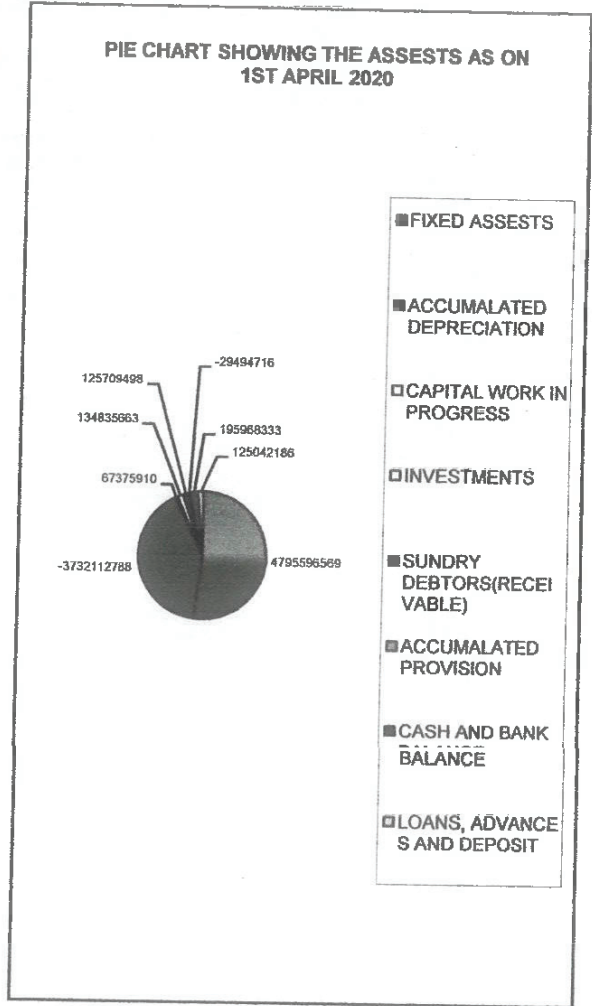 PIE CHART SHOWING THE ASSESTS AS ON
1ST APRIL 2020
FIXED ASSESTS
ACCUMALATED
DEPRECIATION
CAPITAL WORK IN
PROGRESS
INVESTMENTS
SUNDRY
DEBTORS(RECEI
VABLE)
ACCUMALATED
PROVISION
CASH AND BANK
BALANCE
LOANS, ADVANCE
S AND DEPOSIT
-29494716
125709498
134835663
195968333
125042186
67375910
-3732112788
4795596569